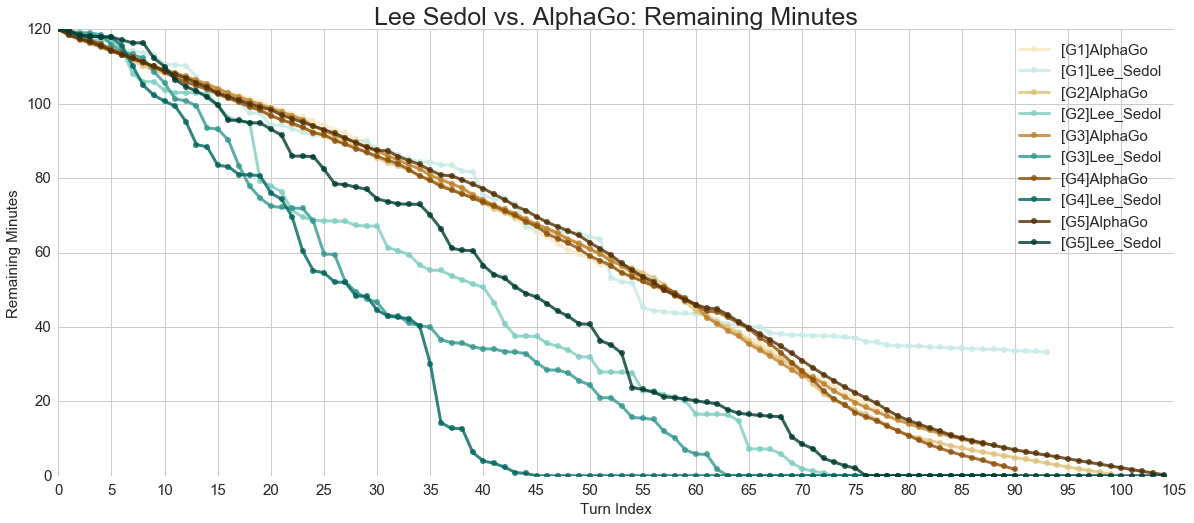 Lee Sedol vs. AlphaGo: Remaining Minutes
120
100
80
60
40
20
0
Remaining Minutes
[G1]AlphaGo
[G1]Lee_Sedol
[G2]AlphaGo
[G2]Lee_Sedol
[G3]AlphaGo
[G3]Lee_Sedol
[G4]AlphaGo
[G4]Lee_Sedol
[G5]AlphaGo
[G5]Lee_Sedol
0 5 10 15 20 25 30 35 40 45 50 55 60 65 70 75 80 85 90 95 100 105
Turn Index